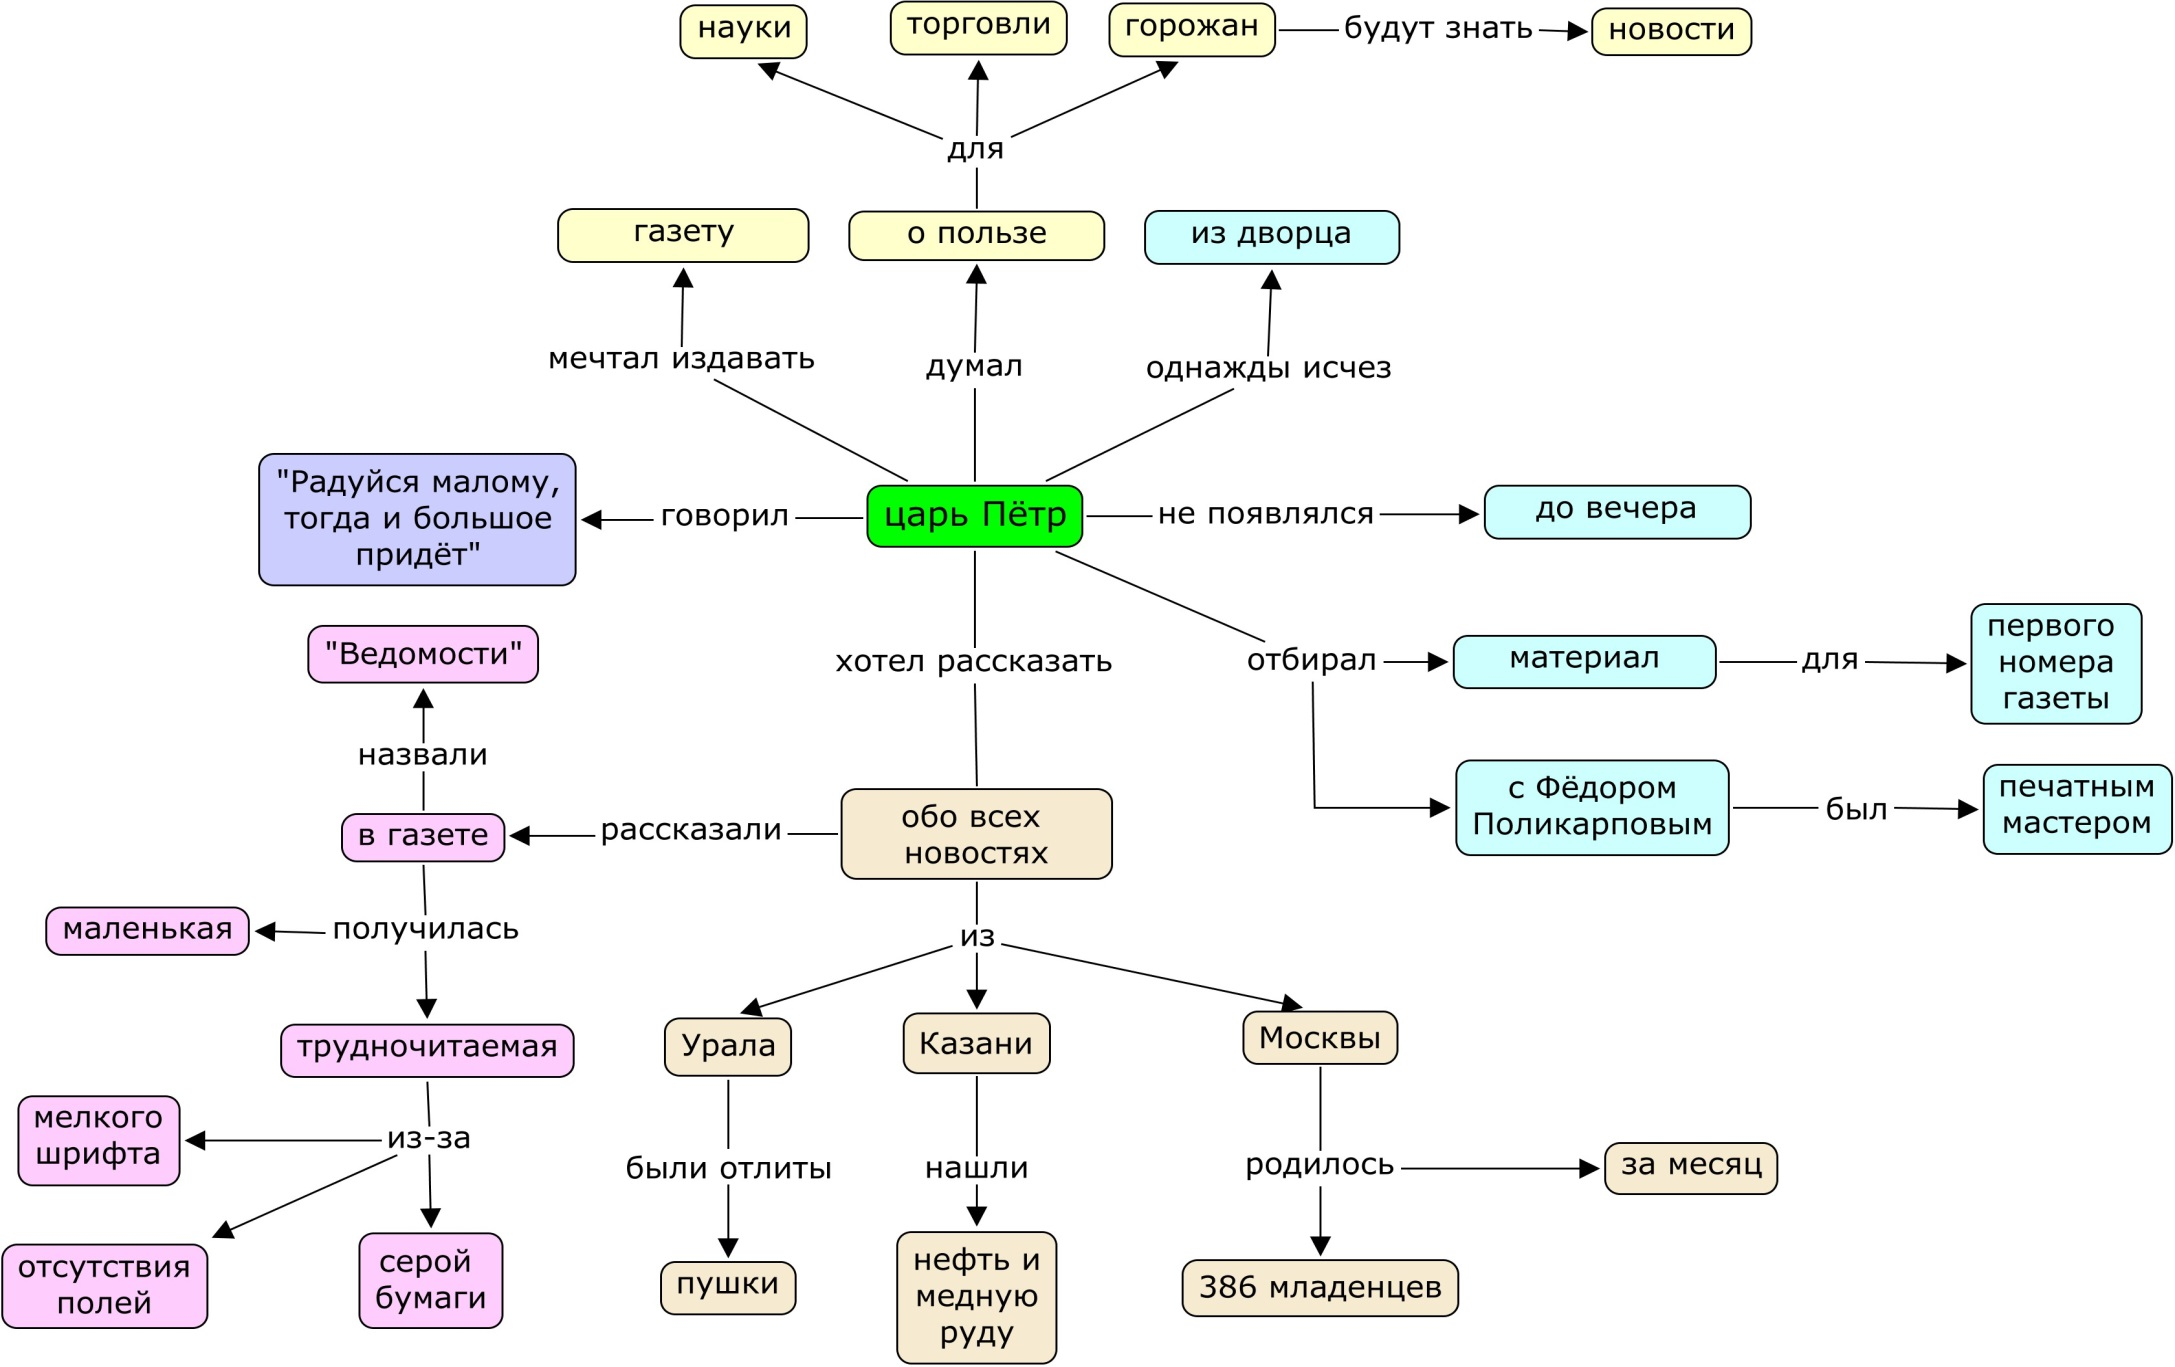 науки
торговли
горожан
будут знать
новости
для
газету
о пользе
из дворца
мечтал издавать
думал
однажды исчез
"Радуйся малому,
тогда и большое
придёт"
говорил
царь Пётр
не появлялся
до вечера
"Ведомости"
хотел рассказать
отбирал
материал
для
первого
номера
газеты
назвали
с Фёдором
Поликарповым
был
печатным
мастером
в газете
рассказали
обо всех
новостях
маленькая
получилась
из
трудночитаемая
Урала
Казани
Москвы
мелкого
шрифта
из-за
были отлиты
нашли
родилось
за месяц
отсутствия
полей
серой
бумаги
пушки
нефть и
медную
руду
386 младенцев